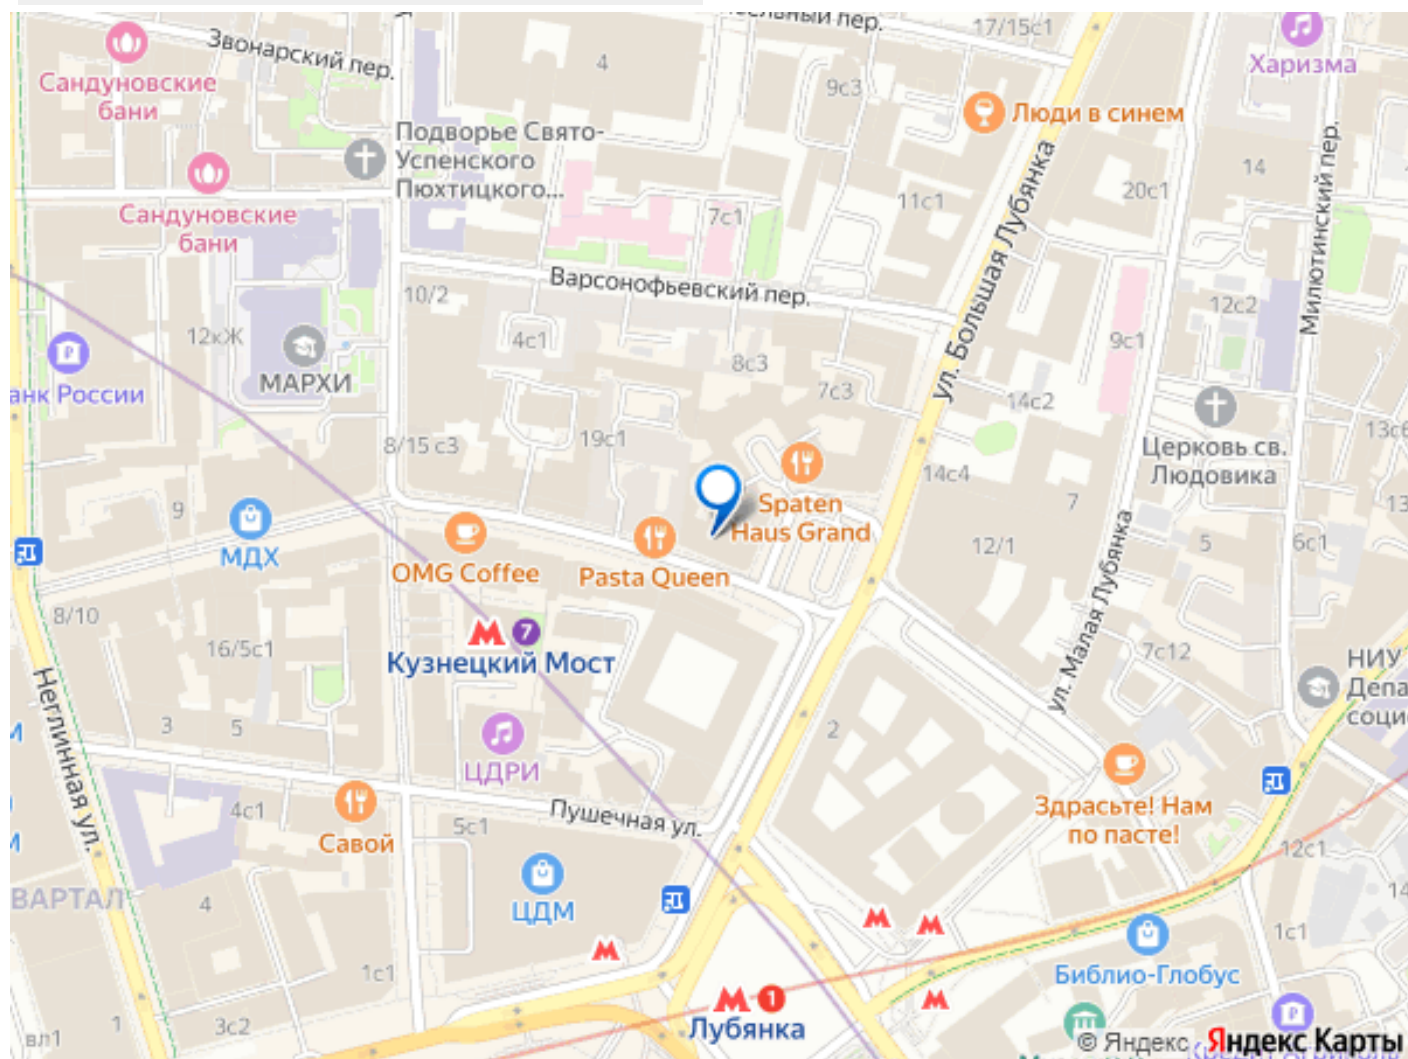 17/15с1
Звонарский пер.
Харизма
Сандуновские
бани
4
9с3
Люди в синем
Подворье Свято-
Успенского
Пюхтицкого...
14
20с1
Милютинский пер.
Сандуновские
бани
7с1
11с1
ул. Большая Лубянка
Варсонофьевский пер.
10/2
12с2
12кЖ
4с1
9с1
8с3
МАРХИ
7с3
14с2
Церковь св.
Людовика
8/15 с3
19с1
14с4
7
9
Spaten
Haus Grand
МДХ
OMG Coffee
Pasta Queen
12/1
5
6с1
ул. Малая Лубянка
8/10
16/5с1
7
Кузнецкий Мост
7с12
НИУ
Неглинная ул.
3
5
2
ЦДРИ
Здрасьте! Нам
по пасте!
4с1
Савой
5с1
Пушечная ул.
12с1
ВАРТАЛ
4
ЦДМ
1с1
1с1
Библио-Глобус
1
Лубянка
вл1
1
3с2
© Яндекс Яндекс Карты